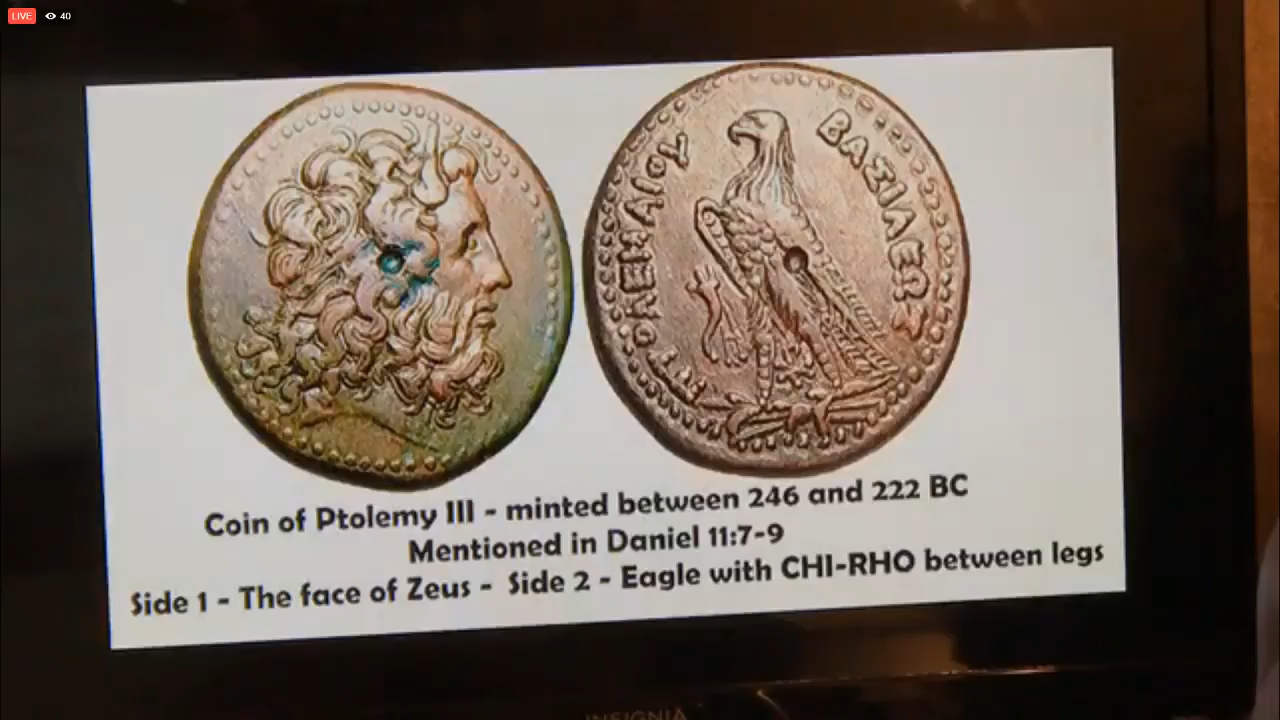 LIVE 40
ΠΤΟΛΕΜΑΙΟΥ ΒΑΣΙΛΕΩΣ
Coin of Ptolemy III - minted between 246 and 222 BC
Mentioned in Daniel 11:7-9
Side 1 - The face of Zeus - Side 2 - Eagle with CHI-RHO between legs
INSIGNIA